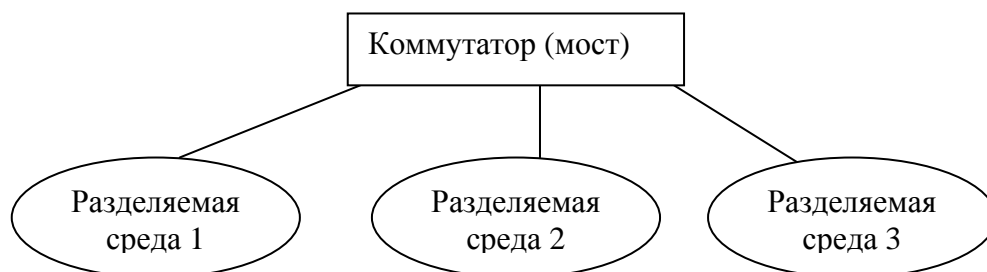 Коммутатор (мост)
Разделяемая
среда 1
Разделяемая
среда 2
Разделяемая
среда 3